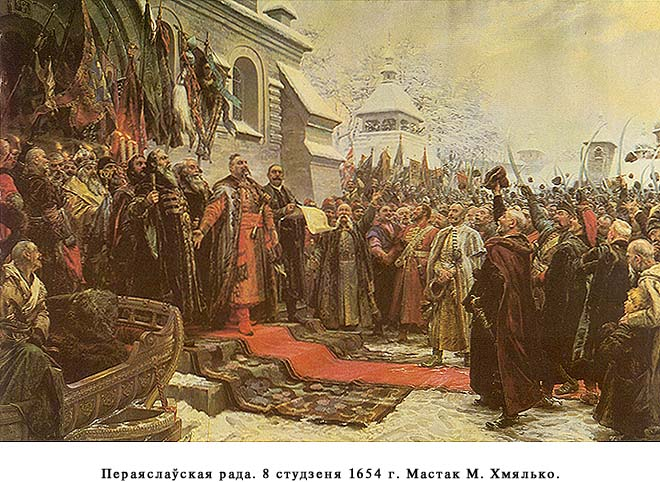 Пераяслаўская рада. 8 студзеня 1654 г. Мастак М. Хмялько.